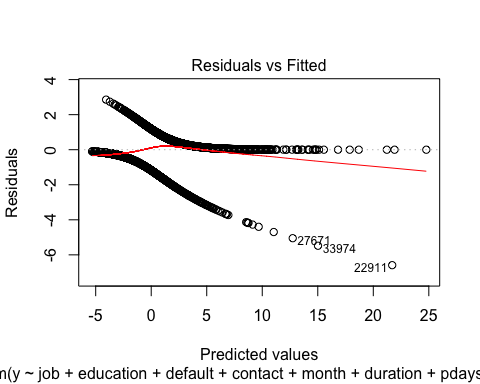 Residuals vs Fitted
4
2
0
-2
-4
-6
Residuals
27671
33974
22911
-5 0 5 10 15 20 25
Predicted values
m(y ~ job + education + default + contact + month + duration + pdays